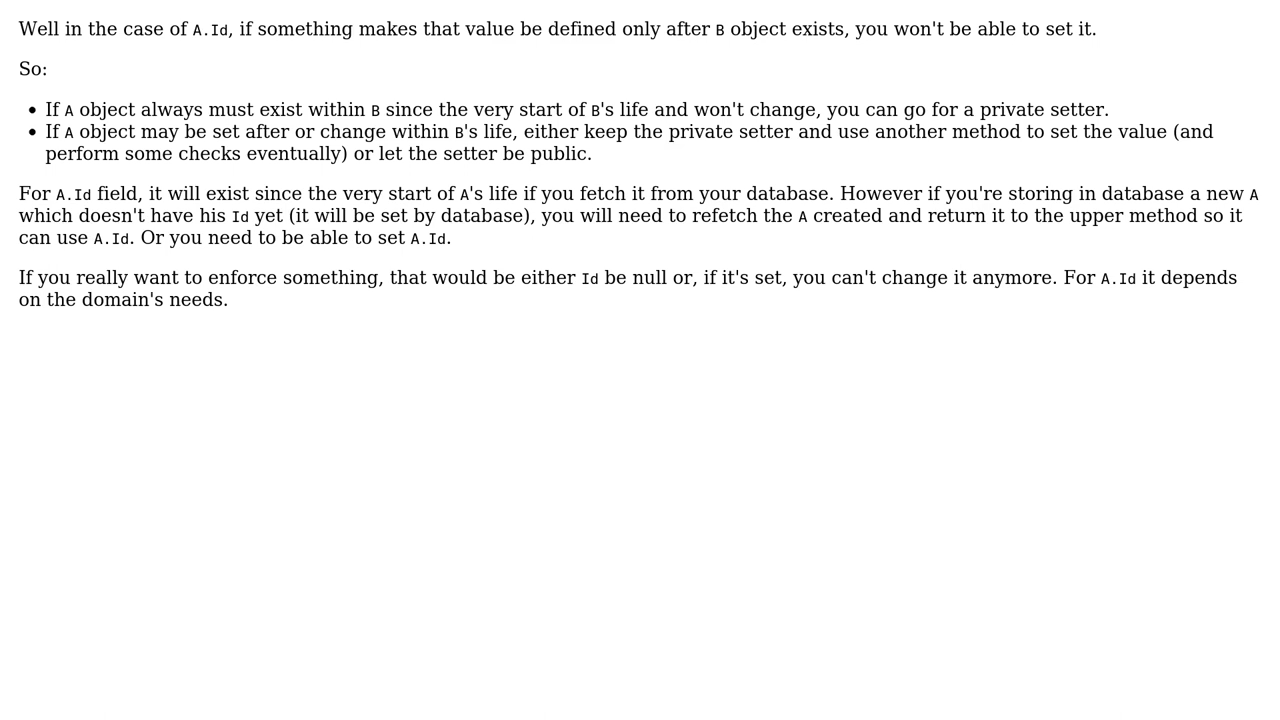 Well in the case of A.Id, if something makes that value be defined only after B object exists, you won't be able to set it.
So:
• If A object always must exist within B since the very start of B's life and won't change, you can go for a private setter.
• If A object may be set after or change within B's life, either keep the private setter and use another method to set the value (and
perform some checks eventually) or let the setter be public.
For A.Id field, it will exist since the very start of A's life if you fetch it from your database. However if you're storing in database a new A
which doesn't have his Id yet (it will be set by database), you will need to refetch the A created and return it to the upper method so it
can use A.Id. Or you need to be able to set A.Id.
If you really want to enforce something, that would be either Id be null or, if it's set, you can't change it anymore. For A.Id it depends
on the domain's needs.